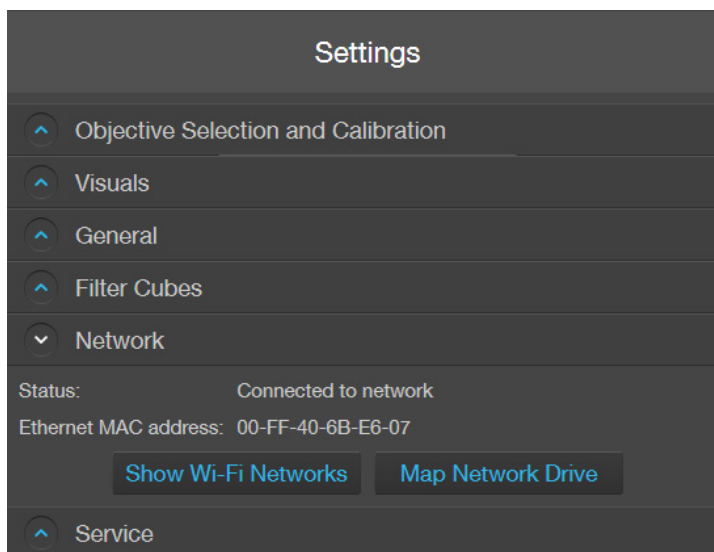 Settings
Objective Selection and Calibration
Visuals
General
Filter Cubes
Network
Status: Connected to network
Ethernet MAC address: 00-FF-40-6B-E6-07
Show Wi-Fi Networks Map Network Drive
Service